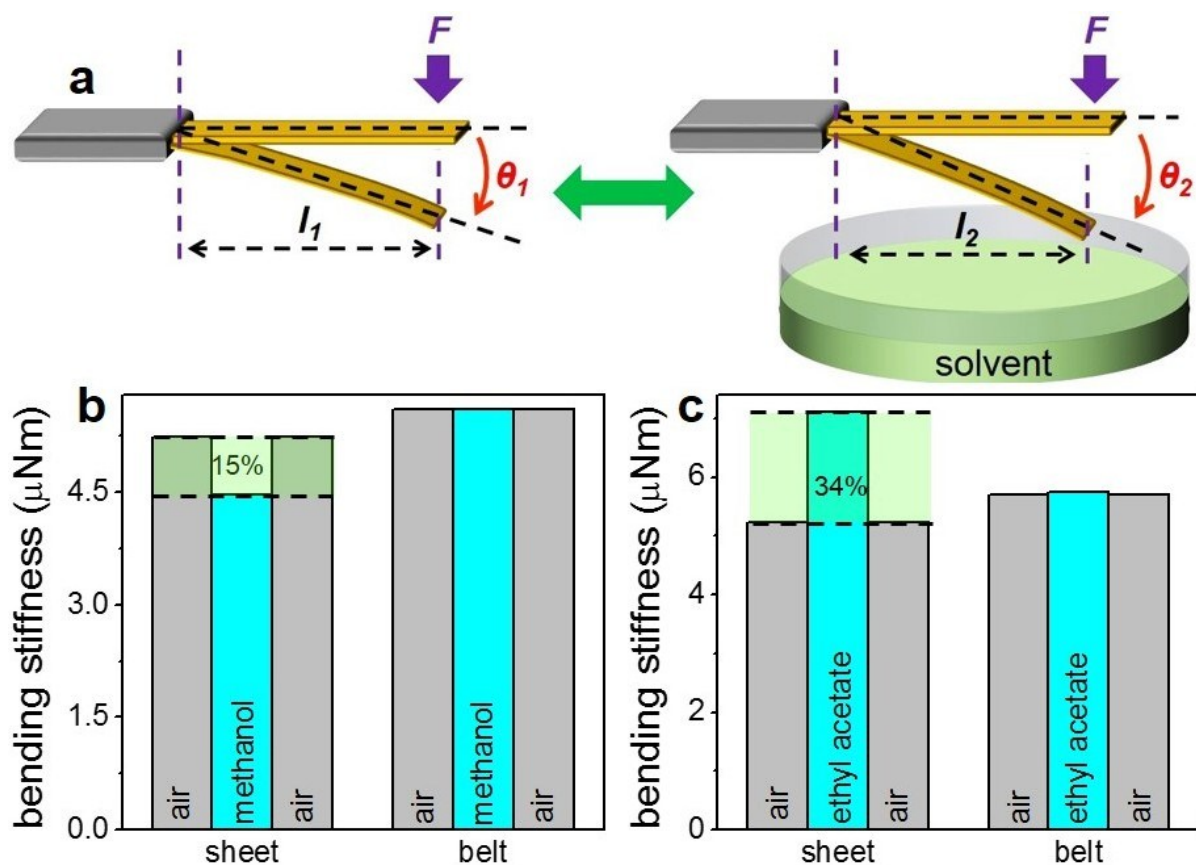 a
F
F
θ1
θ2
l1
l2
solvent
b
bending stiffness (μNm)
4.5
3.0
1.5
0.0
15%
air
methanol
air
air
methanol
air
sheet
belt
c
bending stiffness (μNm)
6
4
2
0
34%
air
ethyl acetate
air
air
ethyl acetate
air
sheet
belt